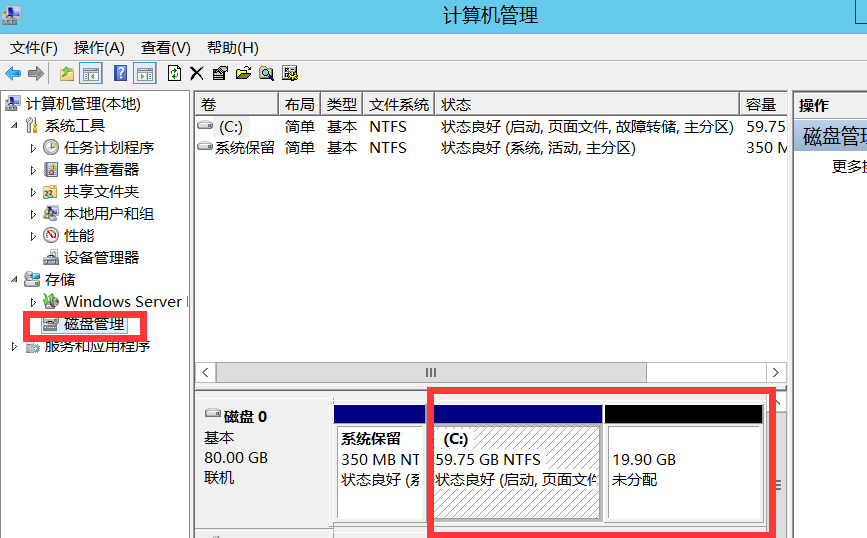 计算机管理
文件(F) 操作(A) 查看(V) 帮助(H)
计算机管理(本地)
系统工具
任务计划程序
事件查看器
共享文件夹
本地用户和组
性能
设备管理器
存储
Windows Server
磁盘管理
服务和应用程序
卷 布局 类型 文件系统 状态 容量
(C:) 简单 基本 NTFS 状态良好 (启动, 页面文件, 故障转储, 主分区) 59.75
系统保留 简单 基本 NTFS 状态良好 (系统, 活动, 主分区) 350 M
操作
磁盘管理
更多操
磁盘 0
基本
80.00 GB
联机
系统保留
350 MB NT
状态良好 (系
(C:)
59.75 GB NTFS
状态良好 (启动, 页面文件
19.90 GB
未分配